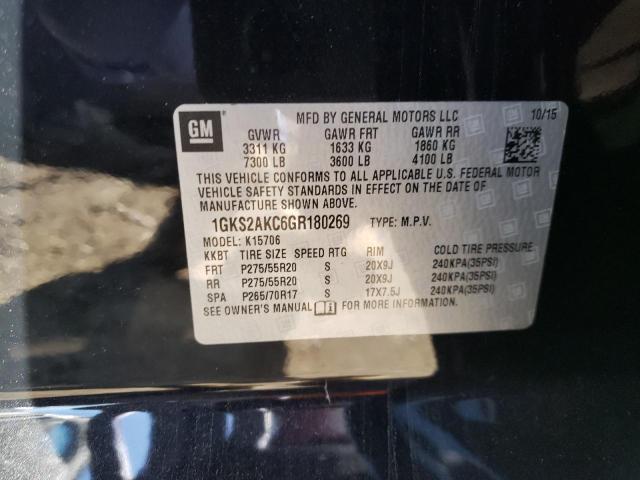 GM
MFD BY GENERAL MOTORS LLC 10/15
GVWR GAWR FRT GAWR RR
3311 KG 1633 KG 1860 KG
7300 LB 3600 LB 4100 LB
THIS VEHICLE CONFORMS TO ALL APPLICABLE U.S. FEDERAL MOTOR
VEHICLE SAFETY STANDARDS IN EFFECT ON THE DATE OF
MANUFACTURE SHOWN ABOVE.
1GKS2AKC6GR180269 TYPE: M.P.V.
MODEL: K15706
KKBT TIRE SIZE SPEED RTG RIM COLD TIRE PRESSURE
FRT P275/55R20 S 20X9J 240KPA(35PSI)
RR P275/55R20 S 20X9J 240KPA(35PSI)
SPA P265/70R17 S 17X7.5J 240KPA(35PSI)
SEE OWNER'S MANUAL FOR MORE INFORMATION.